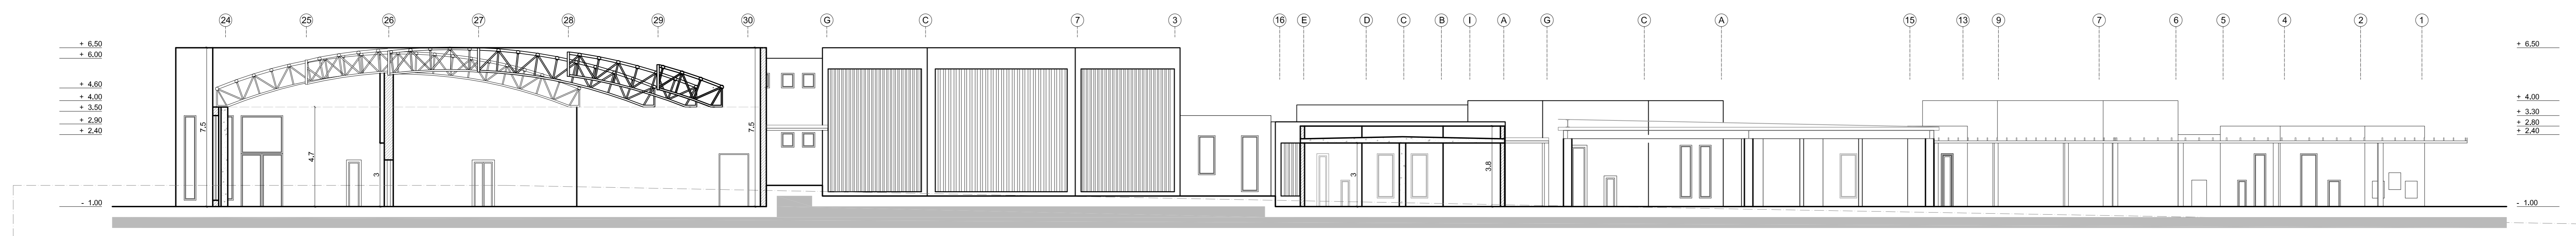 24 25 26 27 28 29 30 G C 7 3 16 E D C B I A G C A 15 13 9 7 6 5 4 2 1
+ 6,50 + 6,50
+ 6,00
+ 4,60
+ 4,00 + 4,00
+ 3,50 + 3,30
+ 2,90 + 2,80
+ 2,40 + 2,40
7,5 7,5
4,7 3,8
3 3
- 1,00 - 1,00